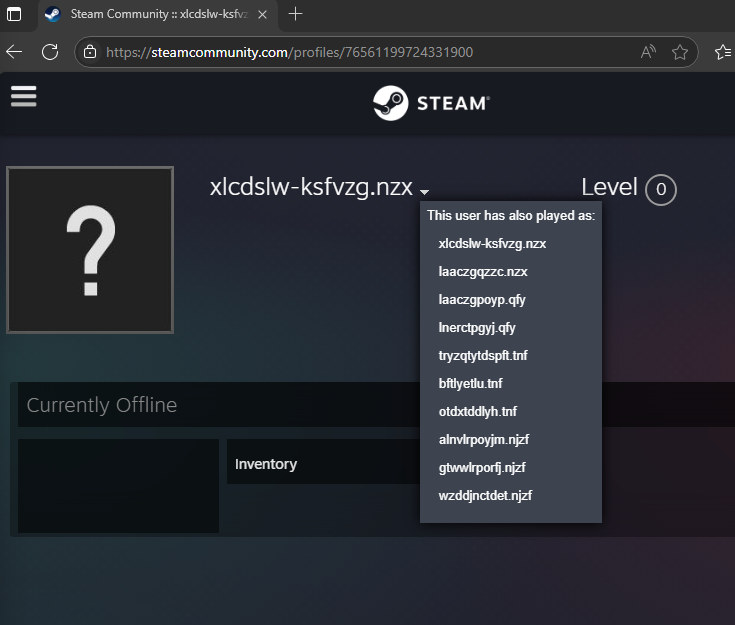 Steam Community :: xlcdslw-ksfvz
https://steamcommunity.com/profiles/76561199724331900
STEAM®
?
xlcdslw-ksfvzg.nzx
Level 0
This user has also played as:
xlcdslw-ksfvzg.nzx
laaczgqzzc.nzx
laaczgpoyp.qfy
lnerctpgyj.qfy
tryzqtytdspft.tnf
bftlyetlu.tnf
otdxtddlyh.tnf
alnvlrpoyjm.njzf
gtwwlrporfj.njzf
wzddjnctdet.njzf
Currently Offline
Inventory